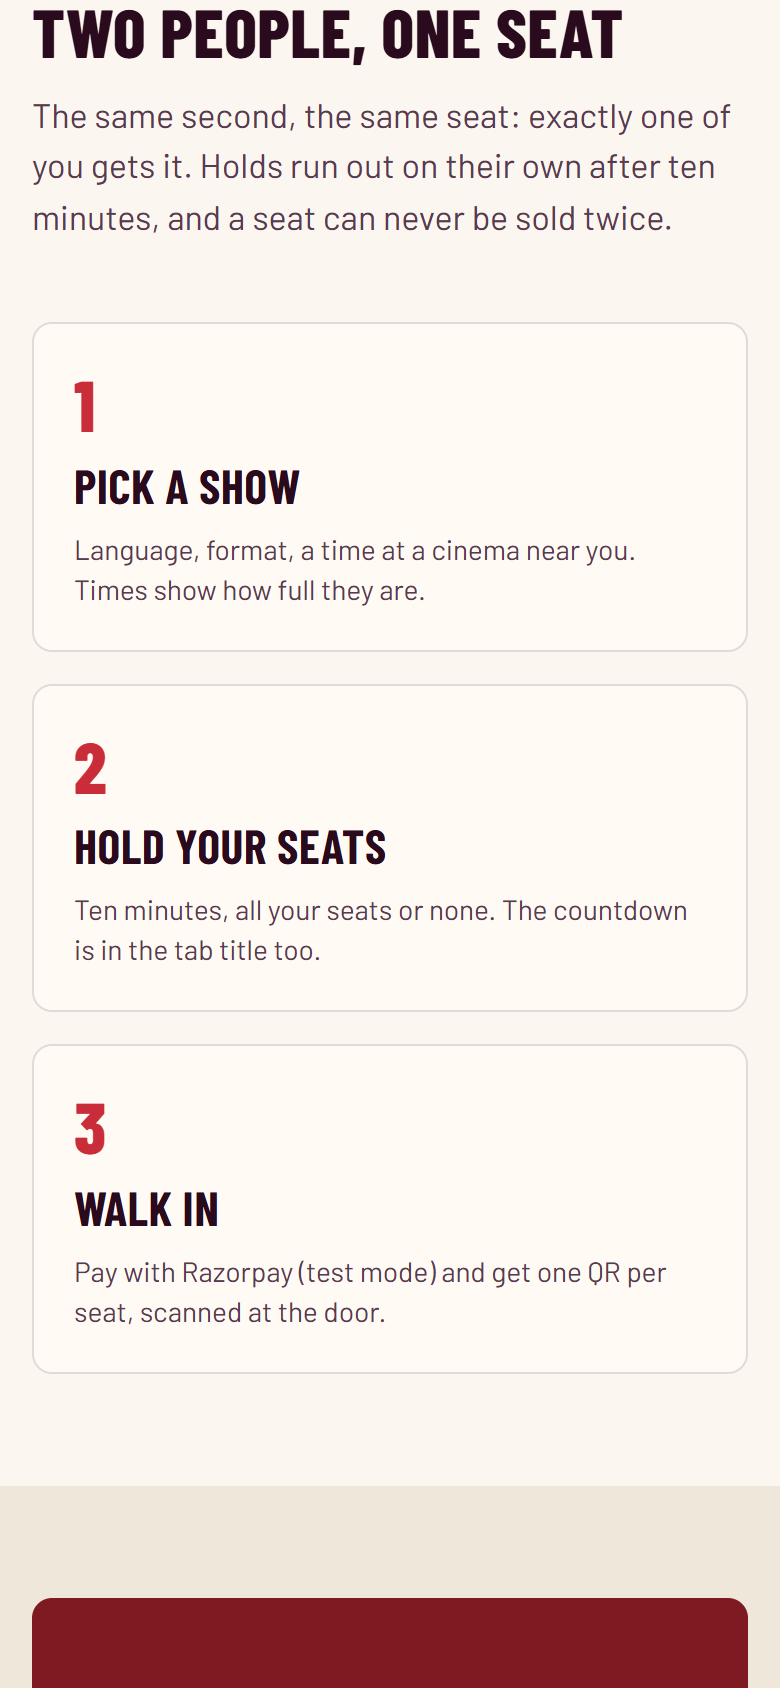 TWO PEOPLE, ONE SEAT
The same second, the same seat: exactly one of
you gets it. Holds run out on their own after ten
minutes, and a seat can never be sold twice.
1
PICK A SHOW
Language, format, a time at a cinema near you.
Times show how full they are.
2
HOLD YOUR SEATS
Ten minutes, all your seats or none. The countdown
is in the tab title too.
3
WALK IN
Pay with Razorpay (test mode) and get one QR per
seat, scanned at the door.